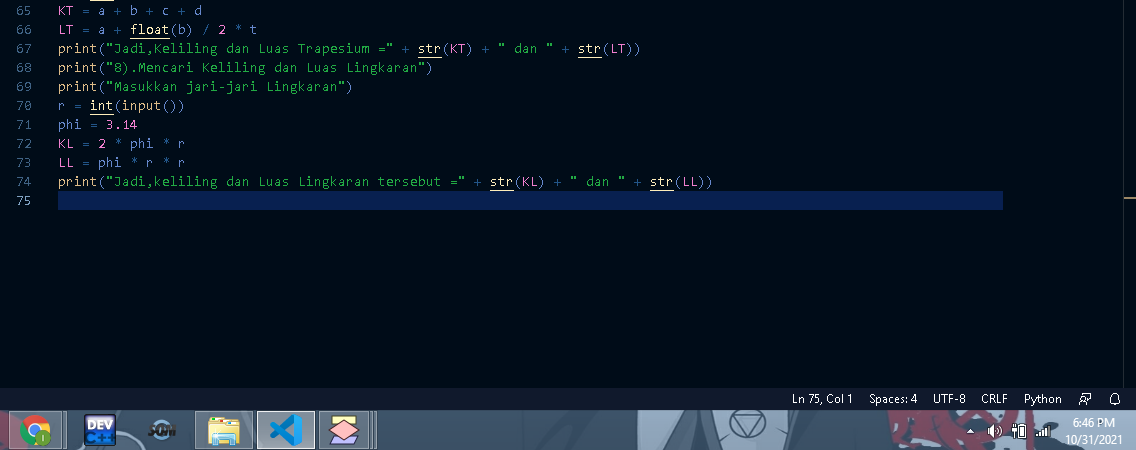 65 KT = a + b + c + d
66 LT = a + float(b) / 2 * t
67 print("Jadi,Keliling dan Luas Trapesium =" + str(KT) + " dan " + str(LT))
68 print("8).Mencari Keliling dan Luas Lingkaran")
69 print("Masukkan jari-jari Lingkaran")
70 r = int(input())
71 phi = 3.14
72 KL = 2 * phi * r
73 LL = phi * r * r
74 print("Jadi,keliling dan Luas Lingkaran tersebut =" + str(KL) + " dan " + str(LL))
75
Ln 75, Col 1 Spaces: 4 UTF-8 CRLF Python
DEV
C++
6:46 PM
10/31/2021